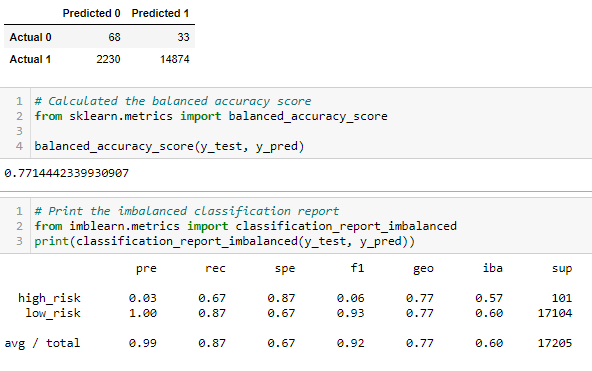 Predicted 0 Predicted 1
Actual 0 68 33
Actual 1 2230 14874
1 # Calculated the balanced accuracy score
2 from sklearn.metrics import balanced_accuracy_score
3
4 balanced_accuracy_score(y_test, y_pred)
0.7714442339930907
1 # Print the imbalanced classification report
2 from imblearn.metrics import classification_report_imbalanced
3 print(classification_report_imbalanced(y_test, y_pred))
pre rec spe f1 geo iba sup
high_risk 0.03 0.67 0.87 0.06 0.77 0.57 101
low_risk 1.00 0.87 0.67 0.93 0.77 0.60 17104
avg / total 0.99 0.87 0.67 0.92 0.77 0.60 17205